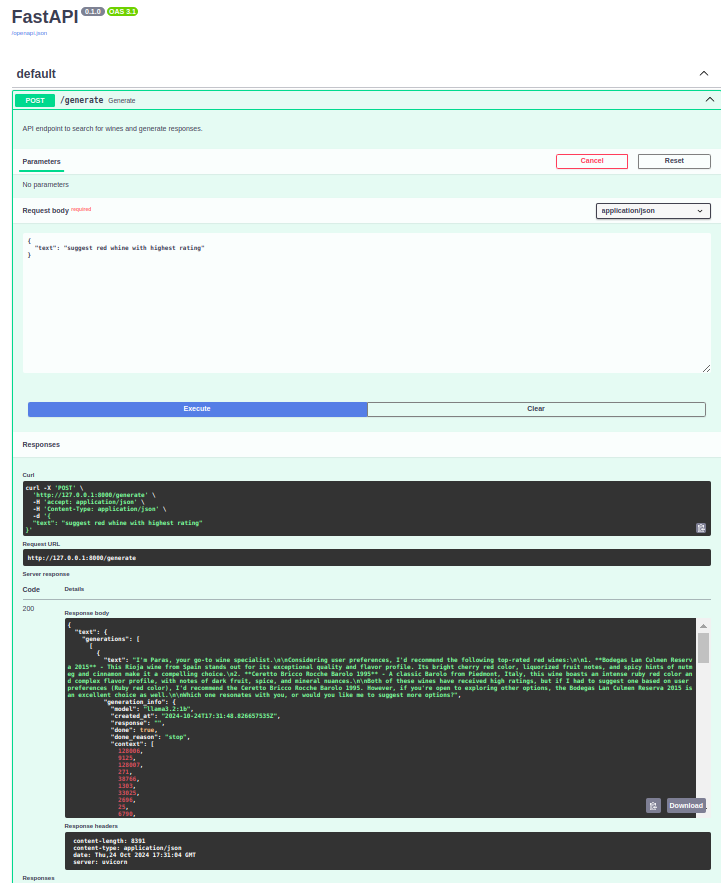 FastAPI 0.1.0 OAS 3.1
/openapi.json
default
POST /generate Generate
API endpoint to search for wines and generate responses.
Parameters
Cancel
Reset
No parameters
Request body required
application/json
{
"text": "suggest red whine with highest rating"
}
Execute
Clear
Responses
Curl
curl -X 'POST' \
'http://127.0.0.1:8000/generate' \
-H 'accept: application/json' \
-H 'Content-Type: application/json' \
-d '{
"text": "suggest red whine with highest rating"
}'
Request URL
http://127.0.0.1:8000/generate
Server response
Code Details
200
Response body
{
"text": {
"generations": [
[
{
"text": "I'm Paras, your go-to wine specialist.\n\nConsidering user preferences, I'd recommend the following top-rated red wines:\n\n1. **Bodegas Lan Culmen Reserv
a 2015** - This Rioja wine from Spain stands out for its exceptional quality and flavor profile. Its bright cherry red color, liquorized fruit notes, and spicy hints of nutm
eg and cinnamon make it a compelling choice.\n2. **Ceretto Bricco Rocche Barolo 1995** - A classic Barolo from Piedmont, Italy, this wine boasts an intense ruby red color an
d complex flavor profile, with notes of dark fruit, spice, and mineral nuances.\n\nBoth of these wines have received high ratings, but if I had to suggest one based on user
preferences (Ruby red color), I'd recommend the Ceretto Bricco Rocche Barolo 1995. However, if you're open to exploring other options, the Bodegas Lan Culmen Reserva 2015 is
an excellent choice as well.\n\nWhich one resonates with you, or would you like me to suggest more options?",
"generation_info": {
"model": "llama3.2:1b",
"created_at": "2024-10-24T17:31:48.826657535Z",
"response": "",
"done": true,
"done_reason": "stop",
"context": [
128006,
9125,
128007,
271,
38766,
1303,
33025,
2696,
25,
6790,
Download
Response headers
content-length: 8391
content-type: application/json
date: Thu,24 Oct 2024 17:31:04 GMT
server: uvicorn
Responses